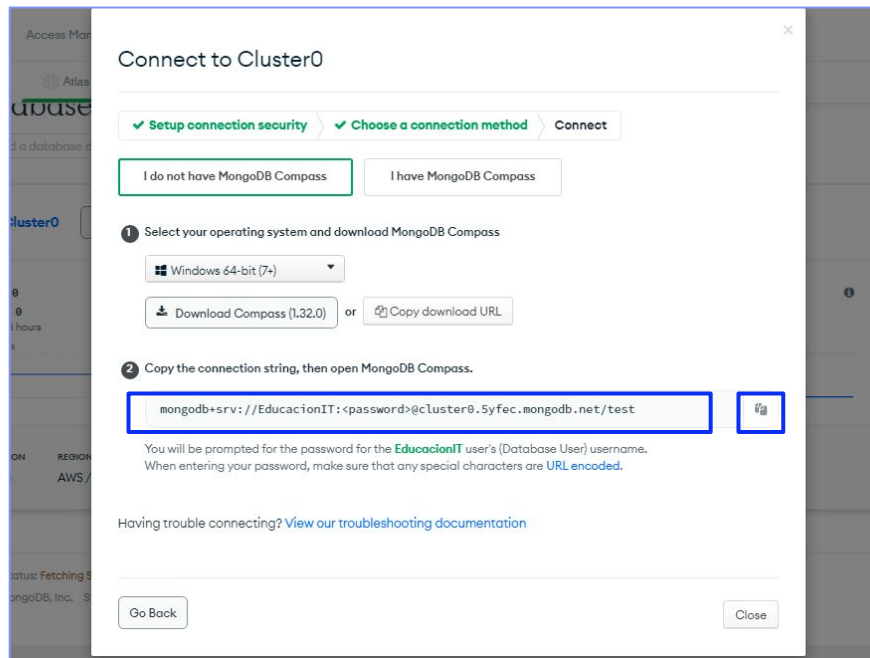 Access Man
Atlas
abase
d a database d
Connect to Cluster0
×
✔ Setup connection security
✔ Choose a connection method
Connect
I do not have MongoDB Compass
I have MongoDB Compass
Cluster0
1 Select your operating system and download MongoDB Compass
Windows 64-bit (7+)
Download Compass (1.32.0) or Copy download URL
hours
2 Copy the connection string, then open MongoDB Compass.
mongodb+srv://EducacionIT:<password>@cluster0.5yfec.mongodb.net/test
You will be prompted for the password for the EducacionIT user's (Database User) username.
When entering your password, make sure that any special characters are URL encoded.
ON
REGION
AWS /
Having trouble connecting? View our troubleshooting documentation
tatus: Fetching S
ongoDB, Inc. S
Go Back
Close